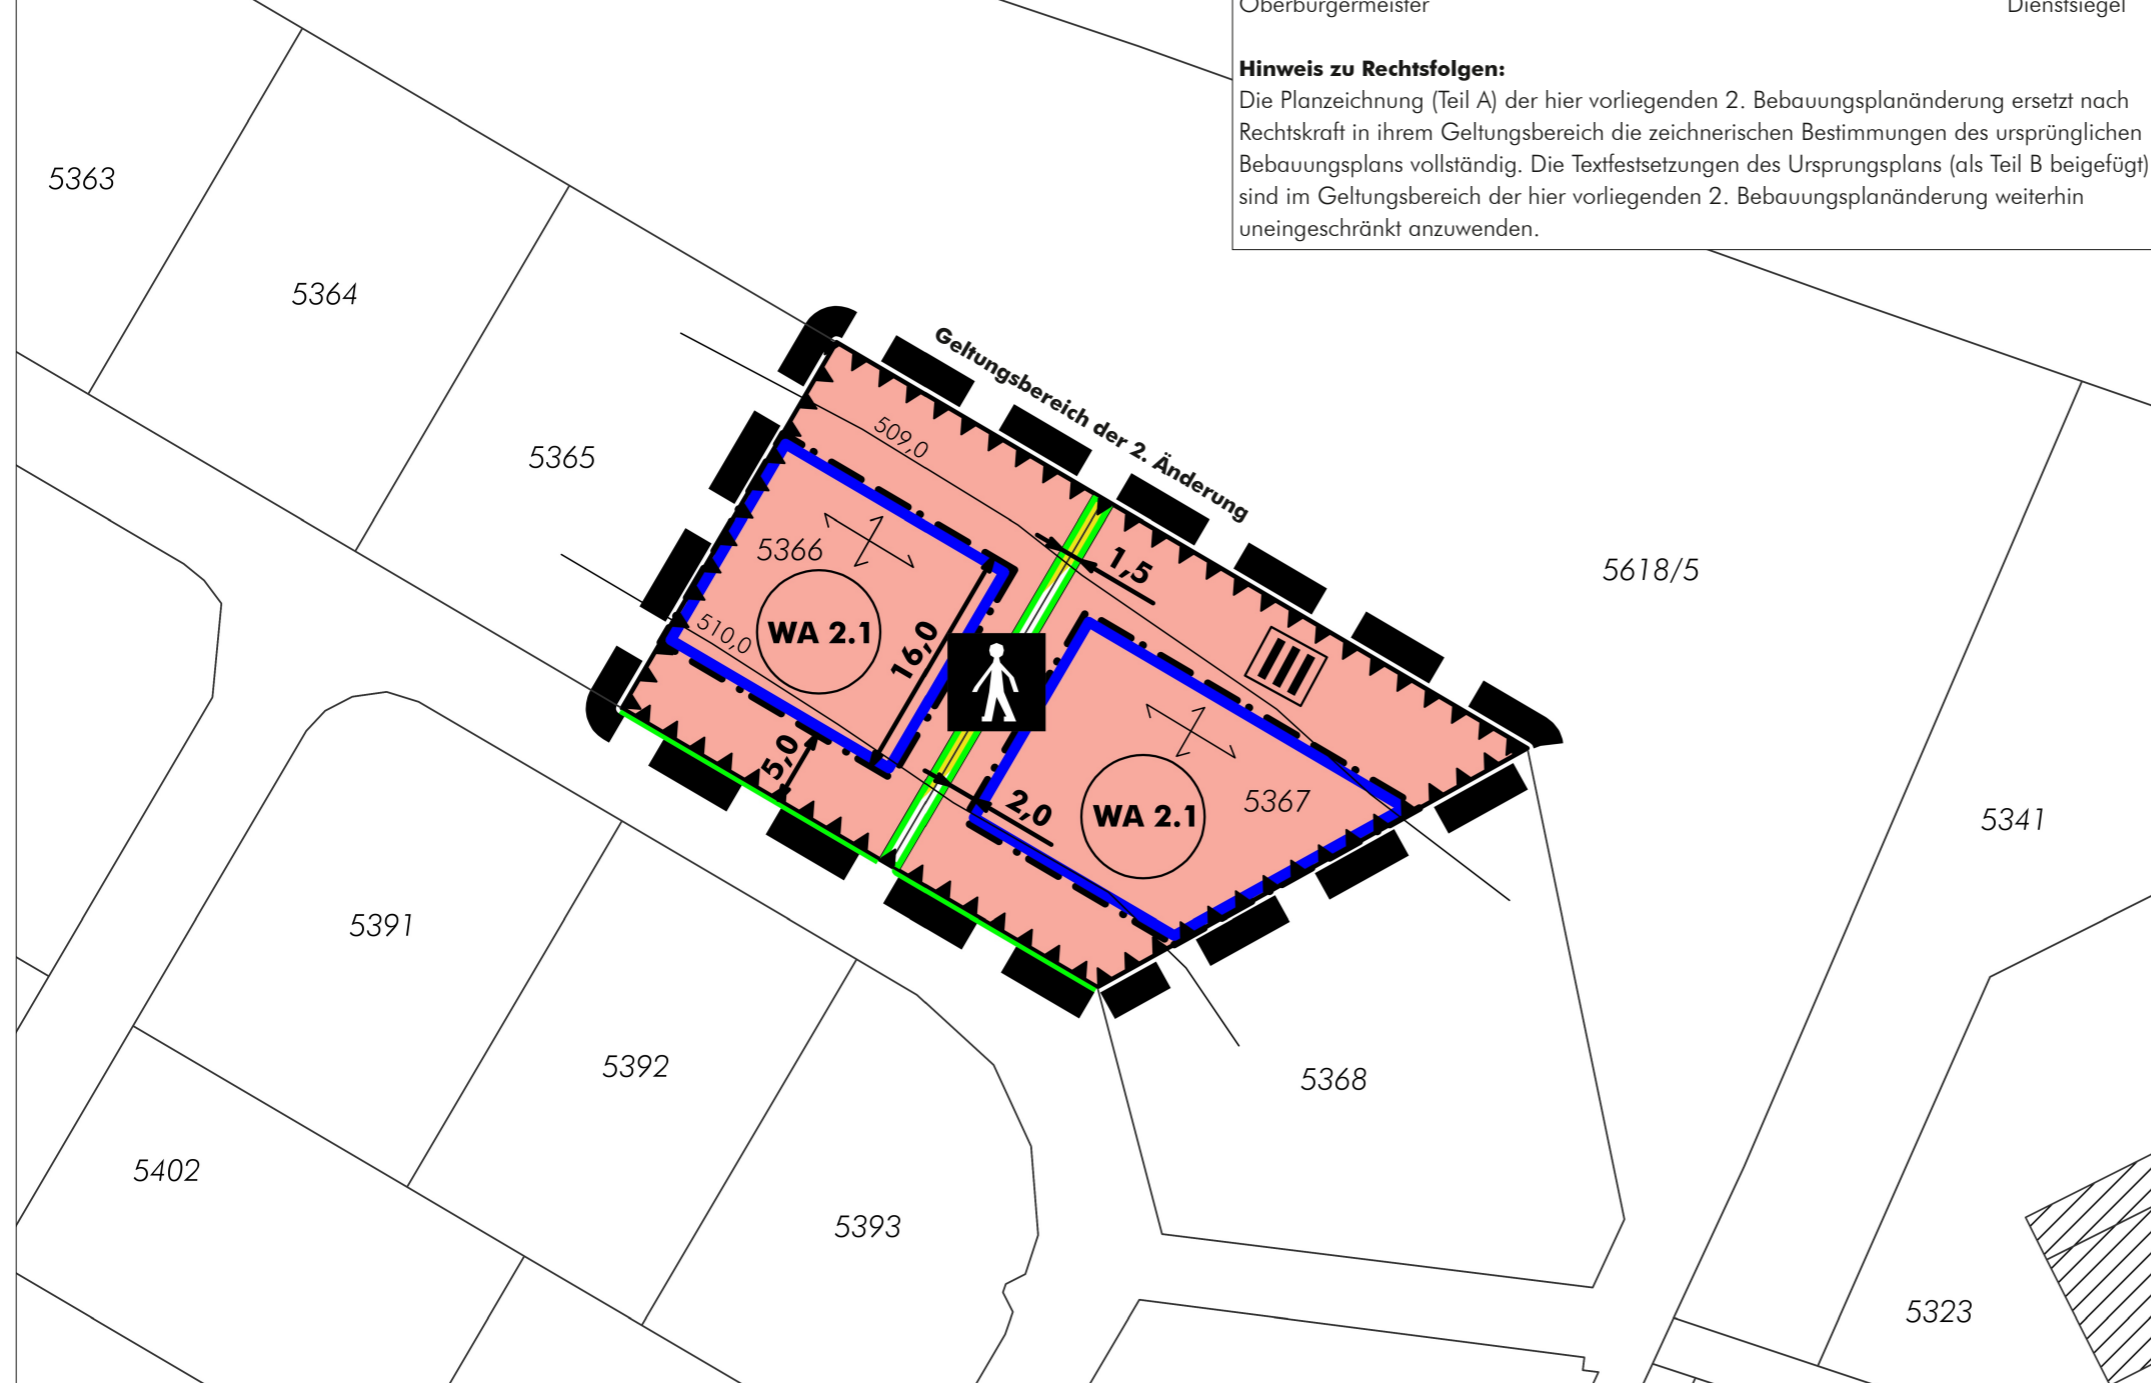 Oberbürgermeister
Dienstsiegel
Hinweis zu Rechtsfolgen:
Die Planzeichnung (Teil A) der hier vorliegenden 2. Bebauungsplanänderung ersetzt nach
Rechtskraft in ihrem Geltungsbereich die zeichnerischen Bestimmungen des ursprünglichen
Bebauungsplans vollständig. Die Textfestsetzungen des Ursprungsplans (als Teil B beigefügt)
sind im Geltungsbereich der hier vorliegenden 2. Bebauungsplanänderung weiterhin
uneingeschränkt anzuwenden.
5363
5364
5365
Geltungsbereich der 2. Änderung
509,0
5366
1,5
5618/5
WA 2.1
510,0
16,0
5,0
2,0
5367
WA 2.1
5341
5391
5392
5368
5402
5393
5323